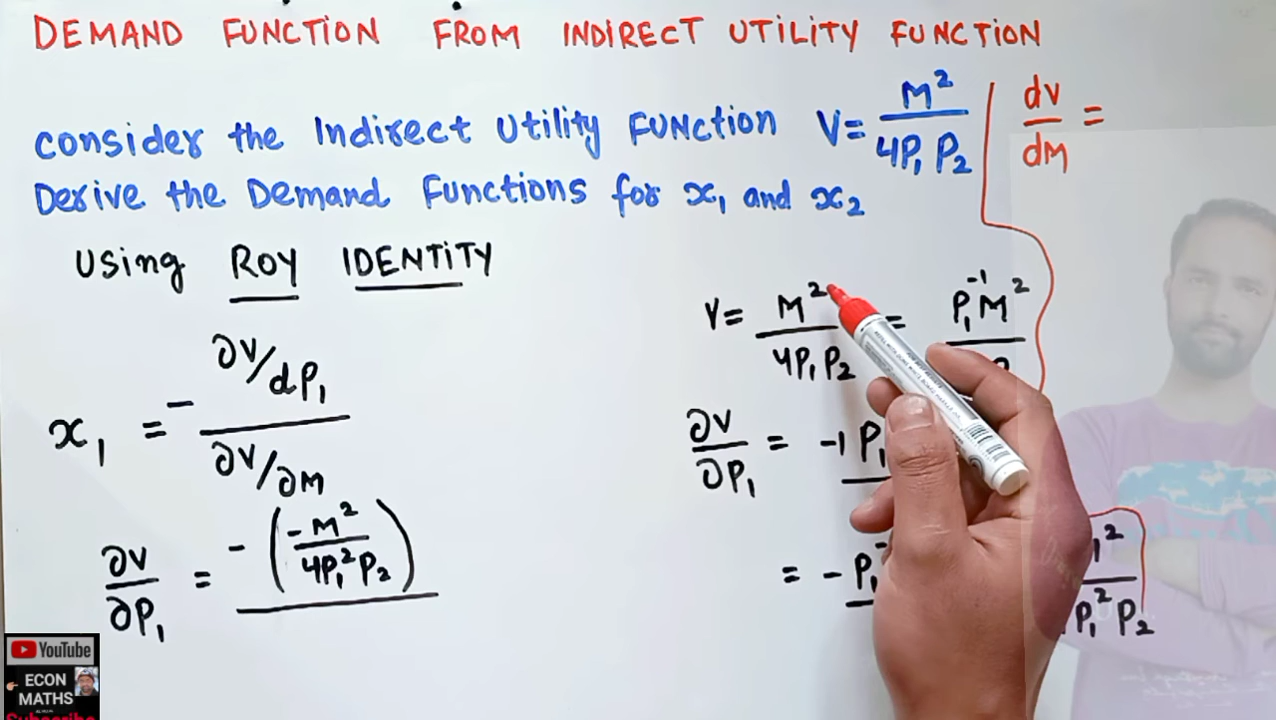 DEMAND FUNCTION FROM INDIRECT UTILITY FUNCTION
consider the Indirect Utility Function V = M² / 4P₁P₂
Derive the Demand Functions for x₁ and x₂
dv/dM =
Using ROY IDENTITY
x₁ = - (∂V/dP₁) / (∂V/∂M)
∂V/∂P₁ = - (-M² / 4P₁²P₂)
V = M² / 4P₁P₂ = P₁⁻¹M²
∂V/∂P₁ = -1 P₁
= - P₁
P₁²P₂
YouTube
ECON
MATHS
Subscribe